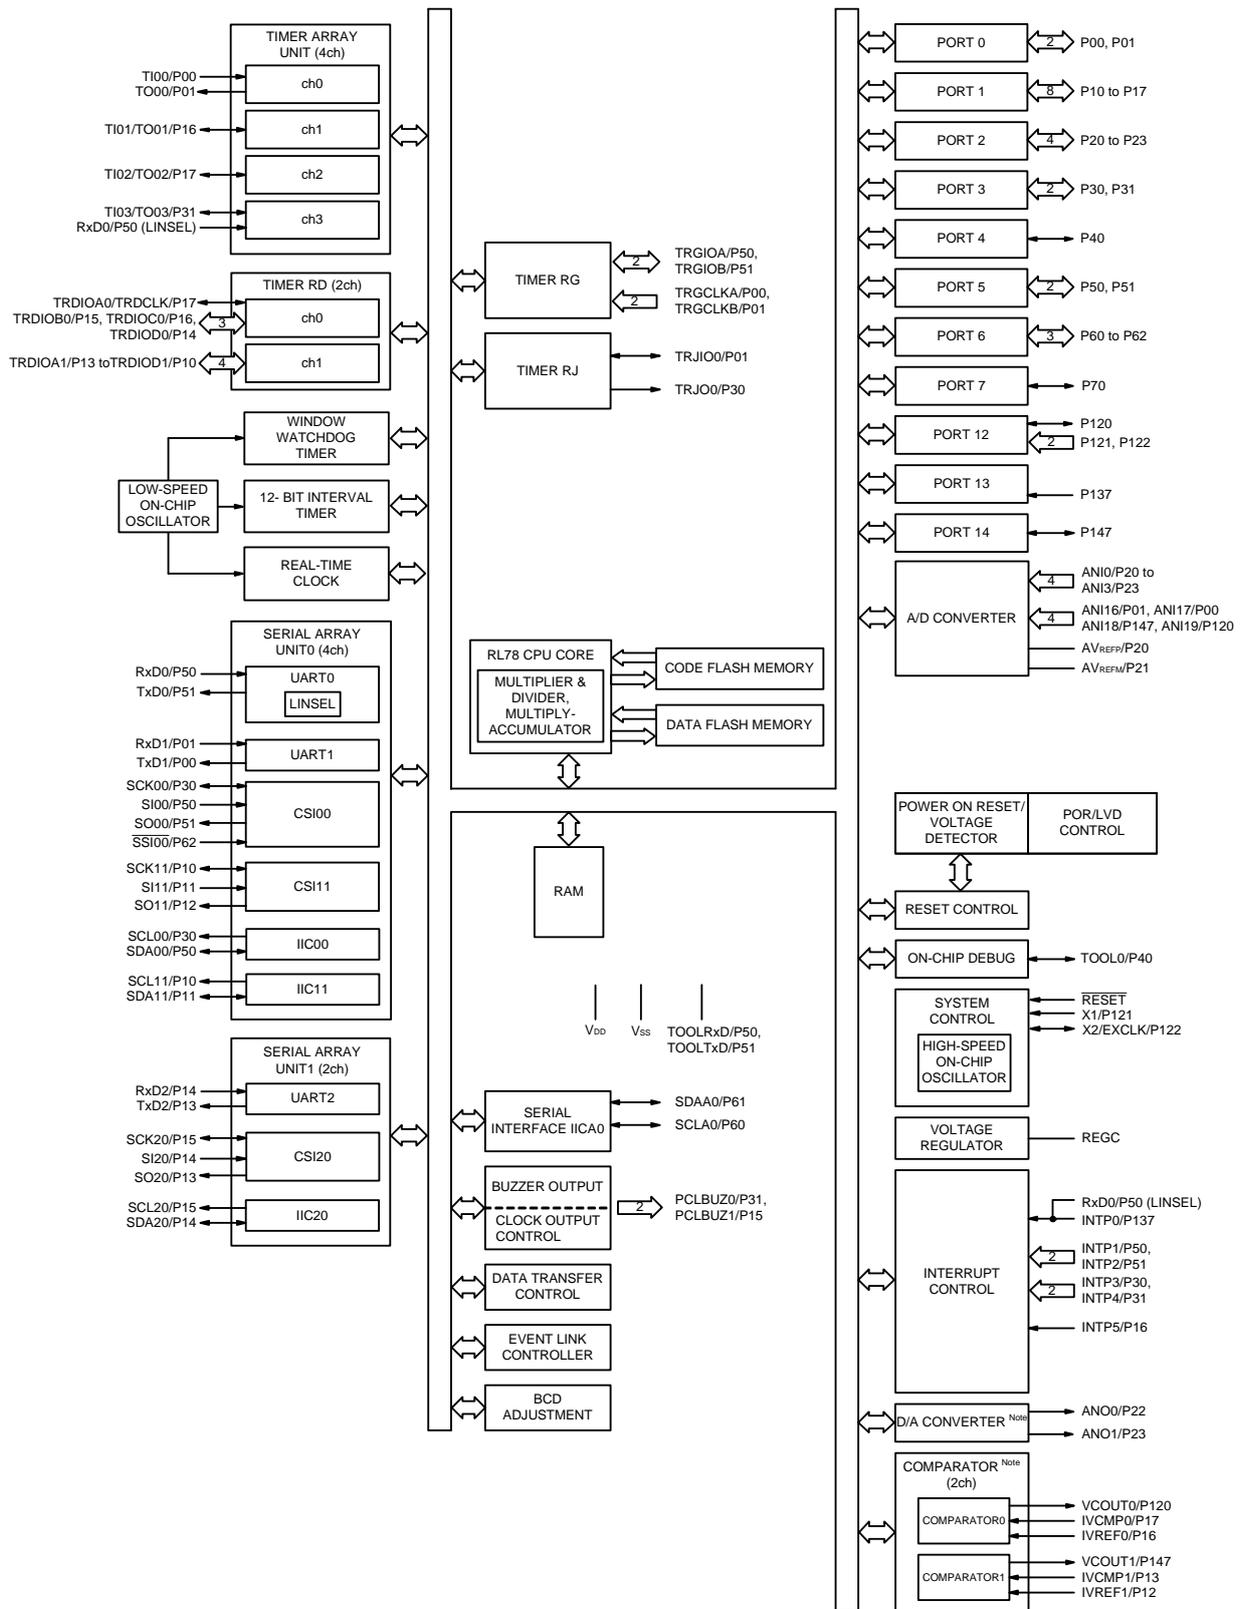 TIMER ARRAY
UNIT (4ch)
TI00/P00
TO00/P01
ch0
TI01/TO01/P16
ch1
TI02/TO02/P17
ch2
TI03/TO03/P31
RxD0/P50 (LINSEL)
ch3
TIMER RD (2ch)
TRDIOA0/TRDCLK/P17
TRDIOB0/P15, TRDIOC0/P16,
TRDIOD0/P14
3
ch0
TRDIOA1/P13 toTRDIOD1/P10
4
ch1
WINDOW
WATCHDOG
TIMER
LOW-SPEED
ON-CHIP
OSCILLATOR
12- BIT INTERVAL
TIMER
REAL-TIME
CLOCK
SERIAL ARRAY
UNIT0 (4ch)
RxD0/P50
TxD0/P51
UART0
LINSEL
RxD1/P01
TxD1/P00
UART1
SCK00/P30
SI00/P50
SO00/P51
SSI00/P62
CSI00
SCK11/P10
SI11/P11
SO11/P12
CSI11
SCL00/P30
SDA00/P50
IIC00
SCL11/P10
SDA11/P11
IIC11
SERIAL ARRAY
UNIT1 (2ch)
RxD2/P14
TxD2/P13
UART2
SCK20/P15
SI20/P14
SO20/P13
CSI20
SCL20/P15
SDA20/P14
IIC20
TIMER RG
2
TRGIOA/P50,
TRGIOB/P51
2
TRGCLKA/P00,
TRGCLKB/P01
TIMER RJ
TRJIO0/P01
TRJO0/P30
RL78 CPU CORE
MULTIPLIER &
DIVIDER,
MULTIPLY-
ACCUMULATOR
CODE FLASH MEMORY
DATA FLASH MEMORY
RAM
VDD
VSS
TOOLRxD/P50,
TOOLTxD/P51
SERIAL
INTERFACE IICA0
SDAA0/P61
SCLA0/P60
BUZZER OUTPUT
CLOCK OUTPUT
CONTROL
2
PCLBUZ0/P31,
PCLBUZ1/P15
DATA TRANSFER
CONTROL
EVENT LINK
CONTROLLER
BCD
ADJUSTMENT
PORT 0
2
P00, P01
PORT 1
8
P10 to P17
PORT 2
4
P20 to P23
PORT 3
2
P30, P31
PORT 4
P40
PORT 5
2
P50, P51
PORT 6
3
P60 to P62
PORT 7
P70
PORT 12
P120
2
P121, P122
PORT 13
P137
PORT 14
P147
A/D CONVERTER
4
ANI0/P20 to
ANI3/P23
4
ANI16/P01, ANI17/P00
ANI18/P147, ANI19/P120
AVREFP/P20
AVREFM/P21
POWER ON RESET/
VOLTAGE
DETECTOR
POR/LVD
CONTROL
RESET CONTROL
ON-CHIP DEBUG
TOOL0/P40
SYSTEM
CONTROL
HIGH-SPEED
ON-CHIP
OSCILLATOR
RESET
X1/P121
X2/EXCLK/P122
VOLTAGE
REGULATOR
REGC
INTERRUPT
CONTROL
RxD0/P50 (LINSEL)
INTP0/P137
2
INTP1/P50,
INTP2/P51
2
INTP3/P30,
INTP4/P31
INTP5/P16
D/A CONVERTER Note
ANO0/P22
ANO1/P23
COMPARATOR Note
(2ch)
COMPARATOR0
VCOUT0/P120
IVCMP0/P17
IVREF0/P16
COMPARATOR1
VCOUT1/P147
IVCMP1/P13
IVREF1/P12